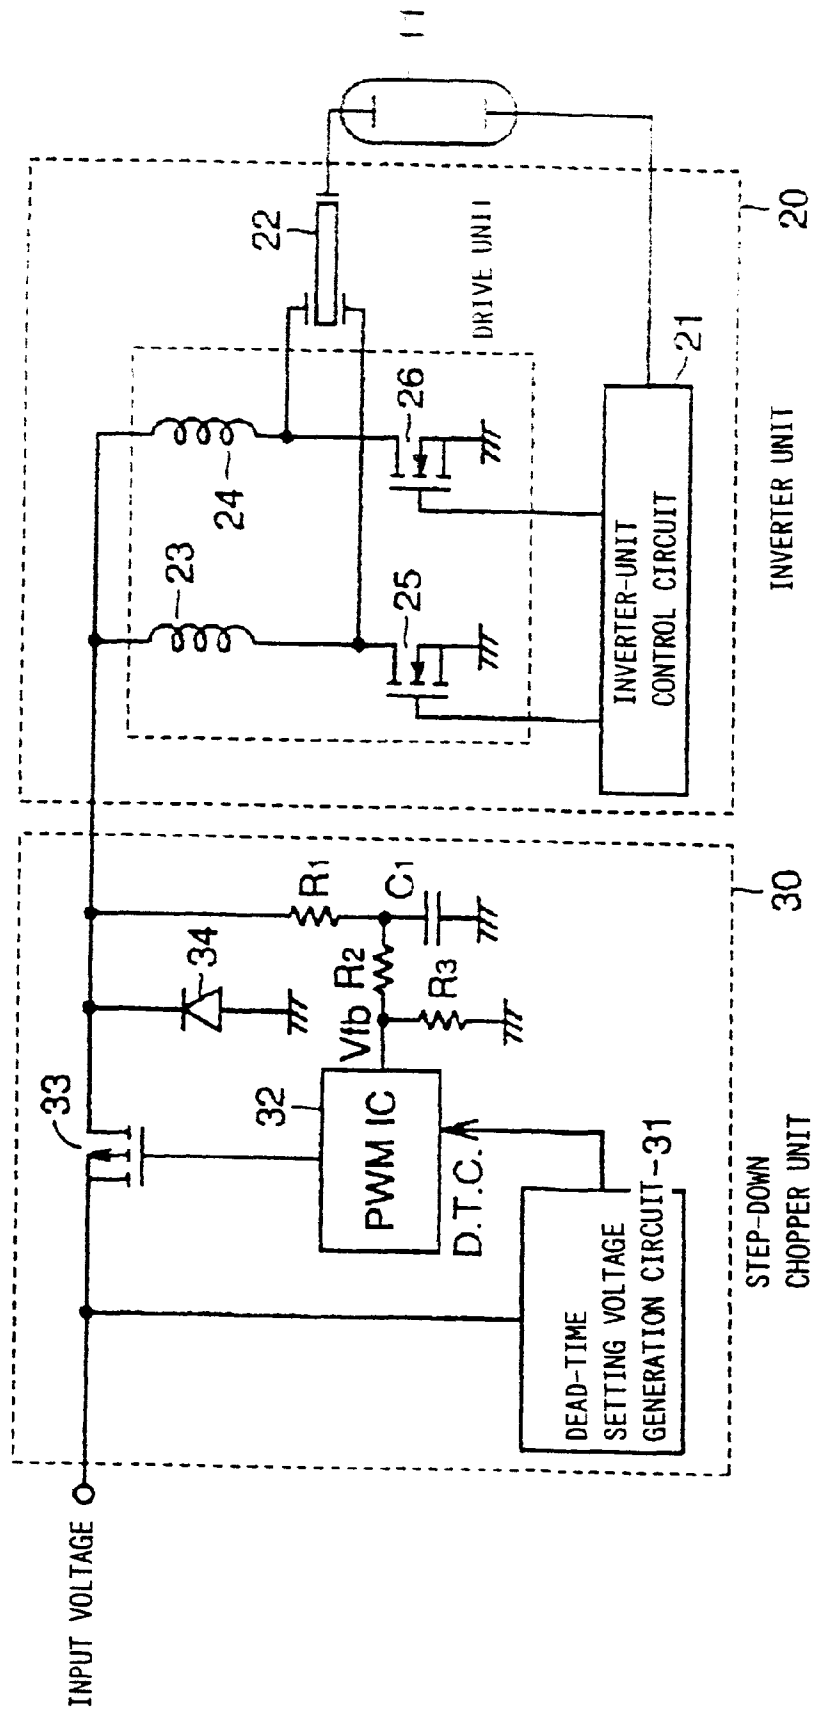 INPUT VOLTAGE
33
34
R1
C1
R2
R3
Vfb
32
PWM IC
D.T.C.
DEAD-TIME
SETTING VOLTAGE
GENERATION CIRCUIT
31
STEP-DOWN
CHOPPER UNIT
30
23
24
25
26
22
DRIVE UNIT
INVERTER-UNIT
CONTROL CIRCUIT
21
INVERTER UNIT
20
11